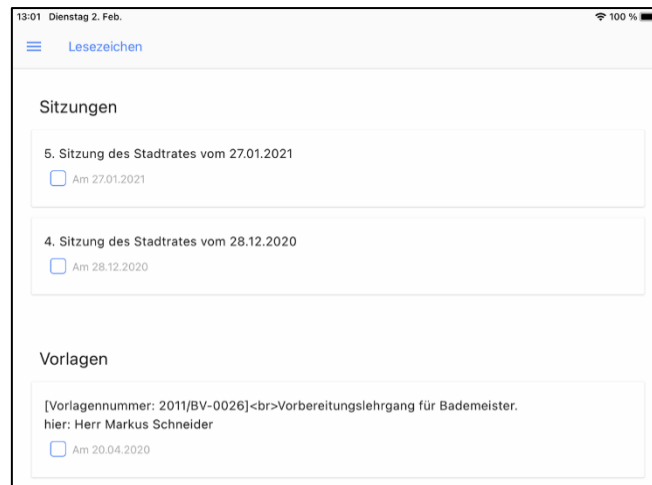 13:01 Dienstag 2. Feb. 100 %
Lesezeichen
Sitzungen
5. Sitzung des Stadtrates vom 27.01.2021
Am 27.01.2021
4. Sitzung des Stadtrates vom 28.12.2020
Am 28.12.2020
Vorlagen
[Vorlagennummer: 2011/BV-0026]<br>Vorbereitungslehrgang für Bademeister.
hier: Herr Markus Schneider
Am 20.04.2020